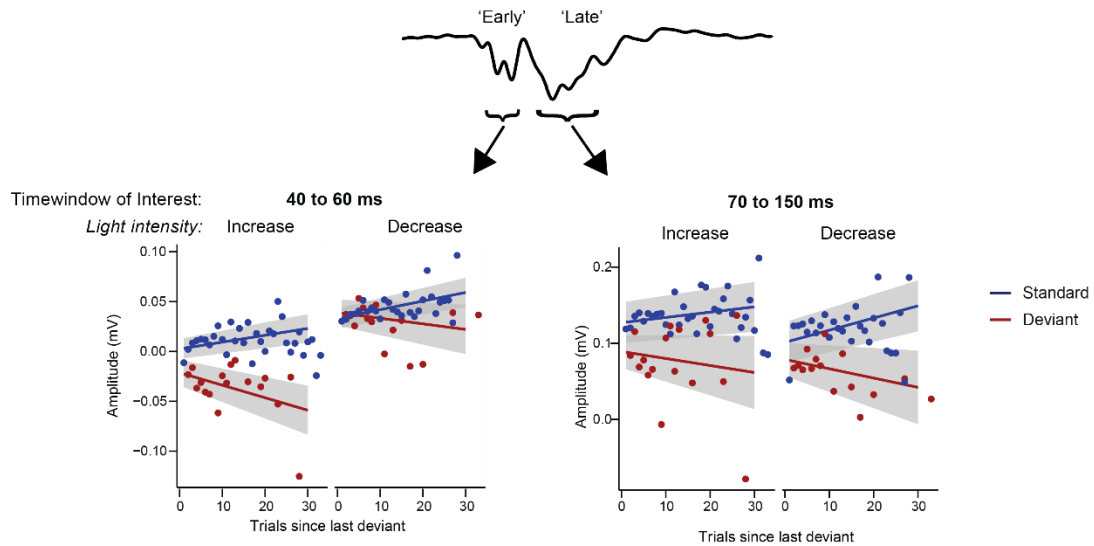 ‘Early’ ‘Late’
Timewindow of Interest: 40 to 60 ms 70 to 150 ms
Light intensity: Increase Decrease Increase Decrease
Amplitude (mV)
0.10
0.05
0.00
−0.05
−0.10
0 10 20 30 0 10 20 30
Trials since last deviant
Amplitude (mV)
0.2
0.1
0.0
0 10 20 30 0 10 20 30
Trials since last deviant
Standard
Deviant